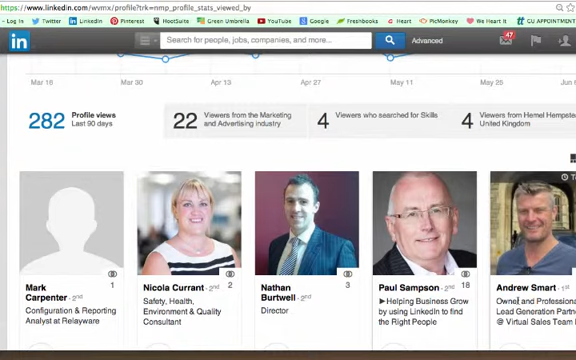 https://www.linkedin.com/wvmx/profile?trk=nmp_profile_stats_viewed_by
Log In Twitter LinkedIn Pinterest HootSuite Green Umbrella YouTube Google Freshbooks Heart PicMonkey We Heart It CU APPOINTMENT
in Search for people, jobs, companies, and more... Advanced 47
Mar 16 Mar 30 Apr 13 Apr 27 May 11 May 25 Jun
282 Profile views
Last 90 days
22 Viewers from the Marketing
and Advertising industry
4 Viewers who searched for Skills
4 Viewers from Hemel Hempste
United Kingdom
Mark
Carpenter · 2nd
1
Configuration & Reporting
Analyst at Relayware
Nicola Currant · 2nd
2
Safety, Health,
Environment & Quality
Consultant
Nathan
Burtwell · 2nd
3
Director
Paul Sampson · 2nd
18
►Helping Business Grow
by using LinkedIn to find
the Right People
Andrew Smart · 1st
Owner and Professiona
Lead Generation Partn
@ Virtual Sales Team L